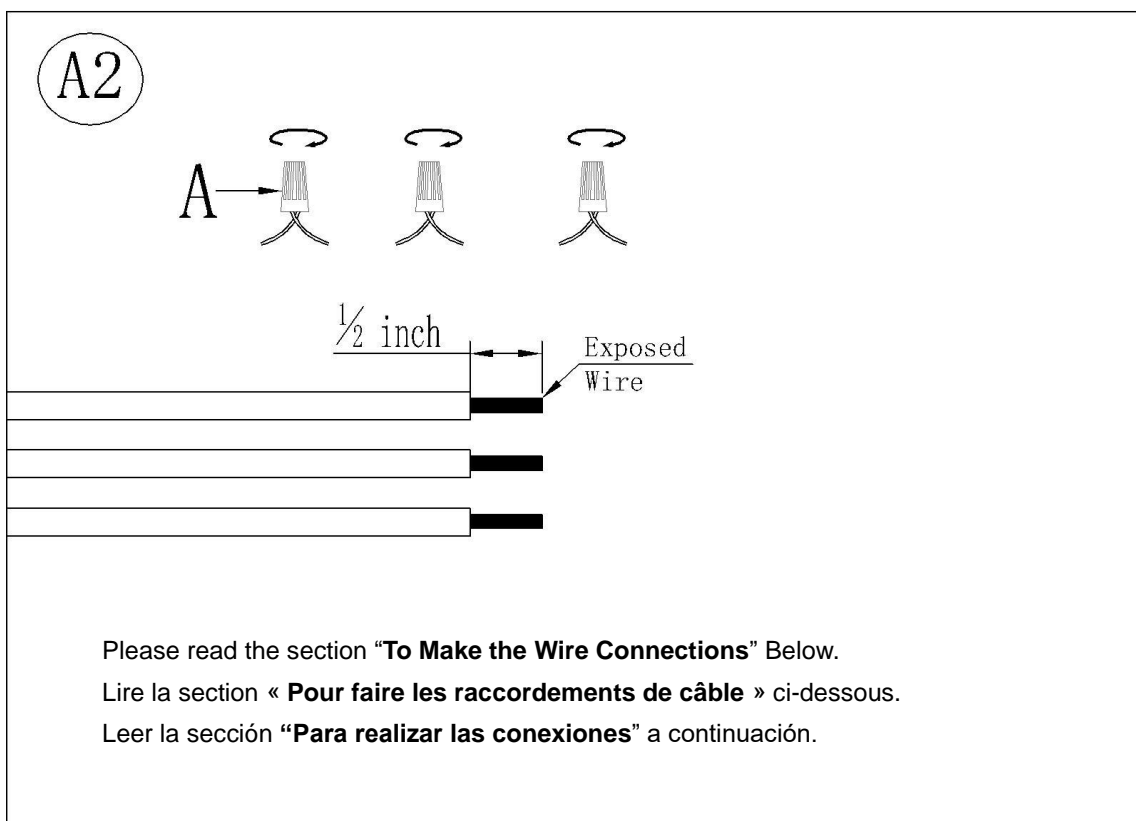 A2
A
½ inch
Exposed
Wire
Please read the section “To Make the Wire Connections” Below.
Lire la section « Pour faire les raccordements de câble » ci-dessous.
Leer la sección “Para realizar las conexiones” a continuación.